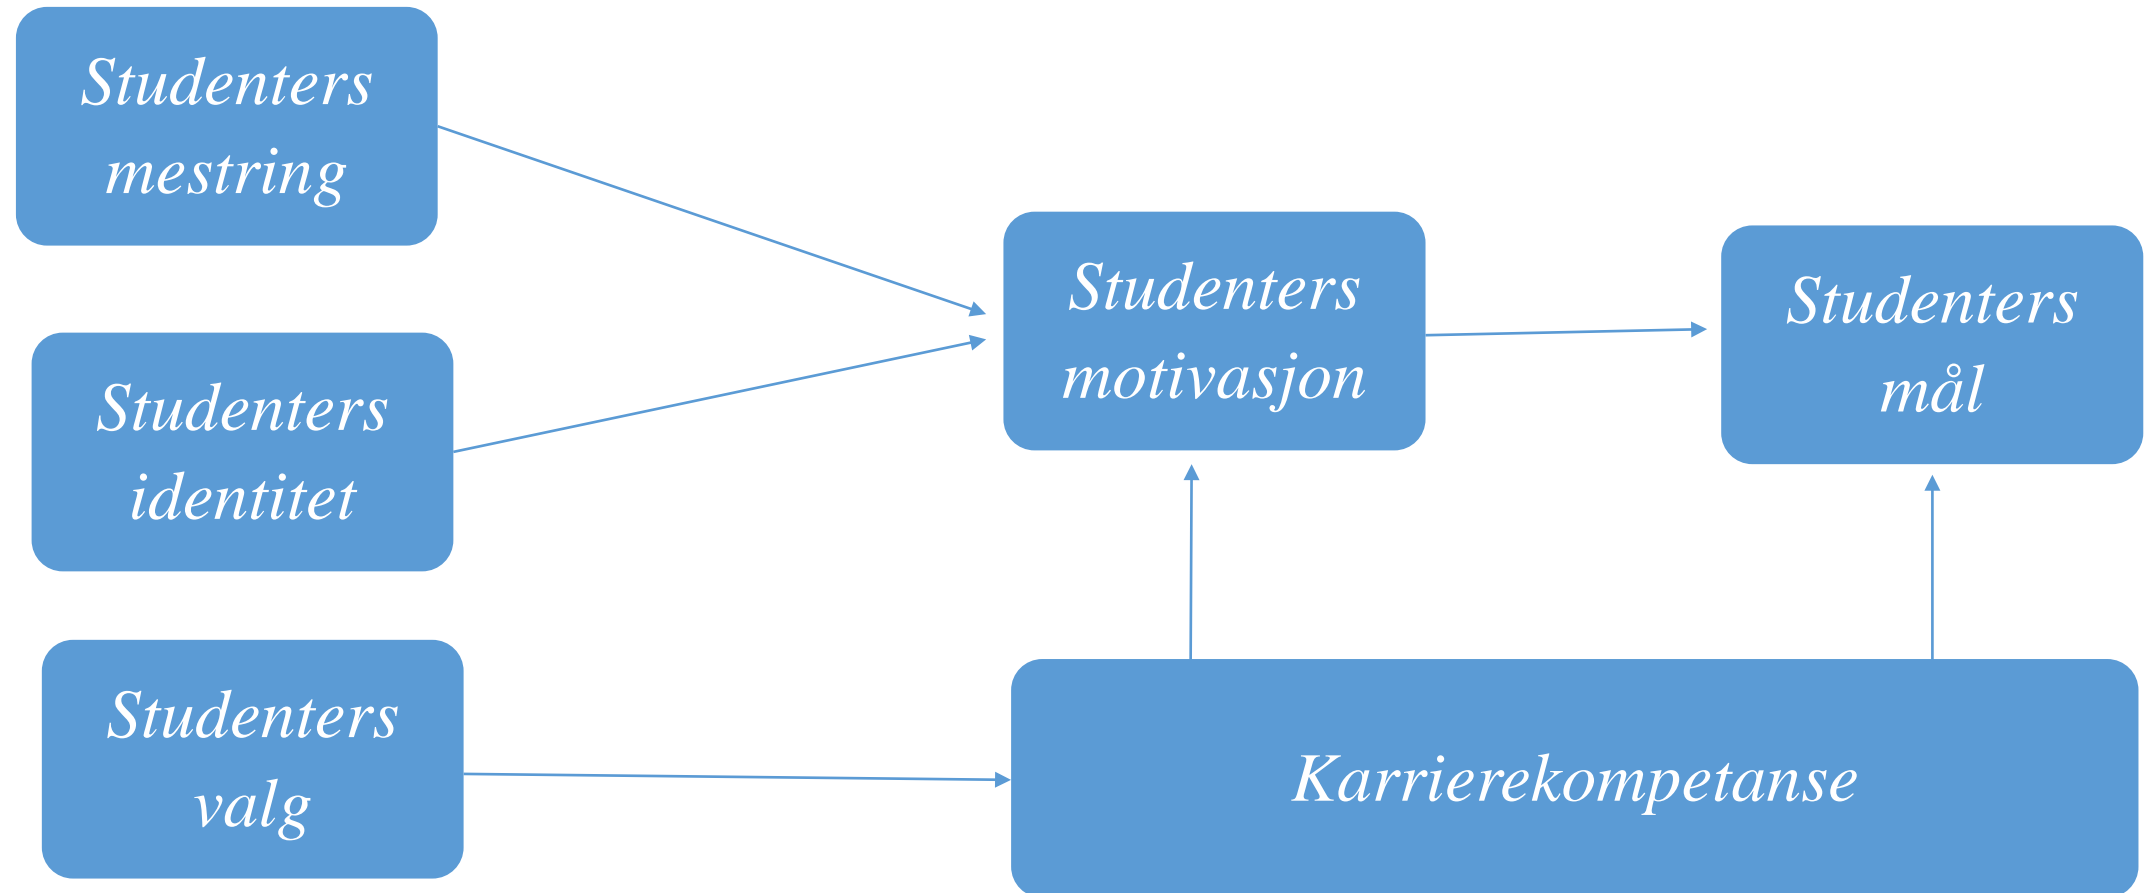 Studenters
mestring
Studenters
identitet
Studenters
valg
Studenters
motivasjon
Studenters
mål
Karrierekompetanse